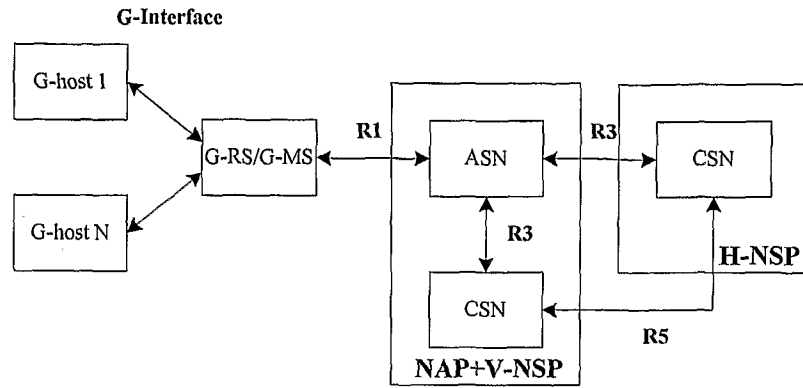 G-Interface
G-host 1
G-RS/G-MS
G-host N
R1
ASN
R3
CSN
R3
CSN
H-NSP
R5
NAP+V-NSP